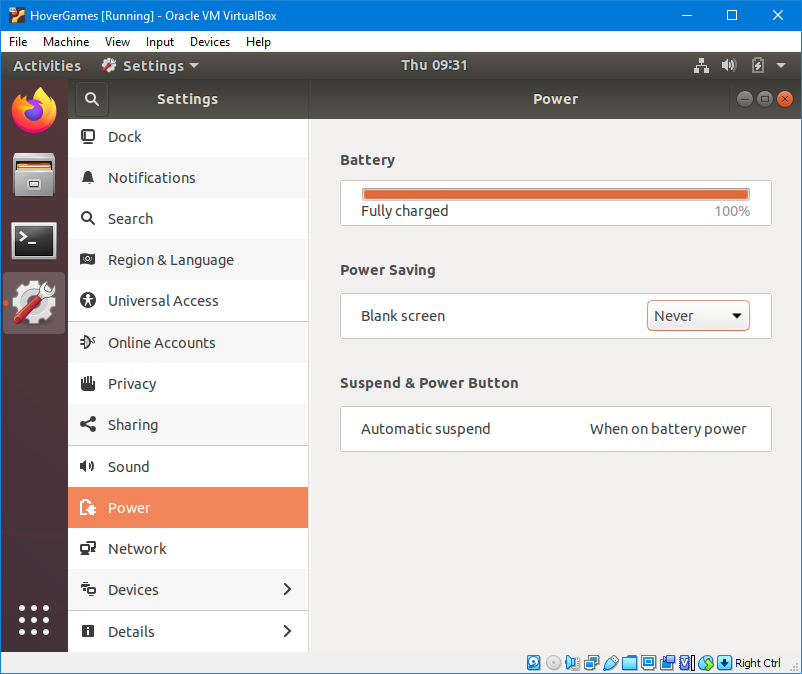 HoverGames [Running] - Oracle VM VirtualBox
File Machine View Input Devices Help
Activities Settings Thu 09:31
Settings Power
Dock
Notifications
Search
Region & Language
Universal Access
Online Accounts
Privacy
Sharing
Sound
Power
Network
Devices
Details
Battery
Fully charged 100%
Power Saving
Blank screen Never
Suspend & Power Button
Automatic suspend When on battery power
Right Ctrl